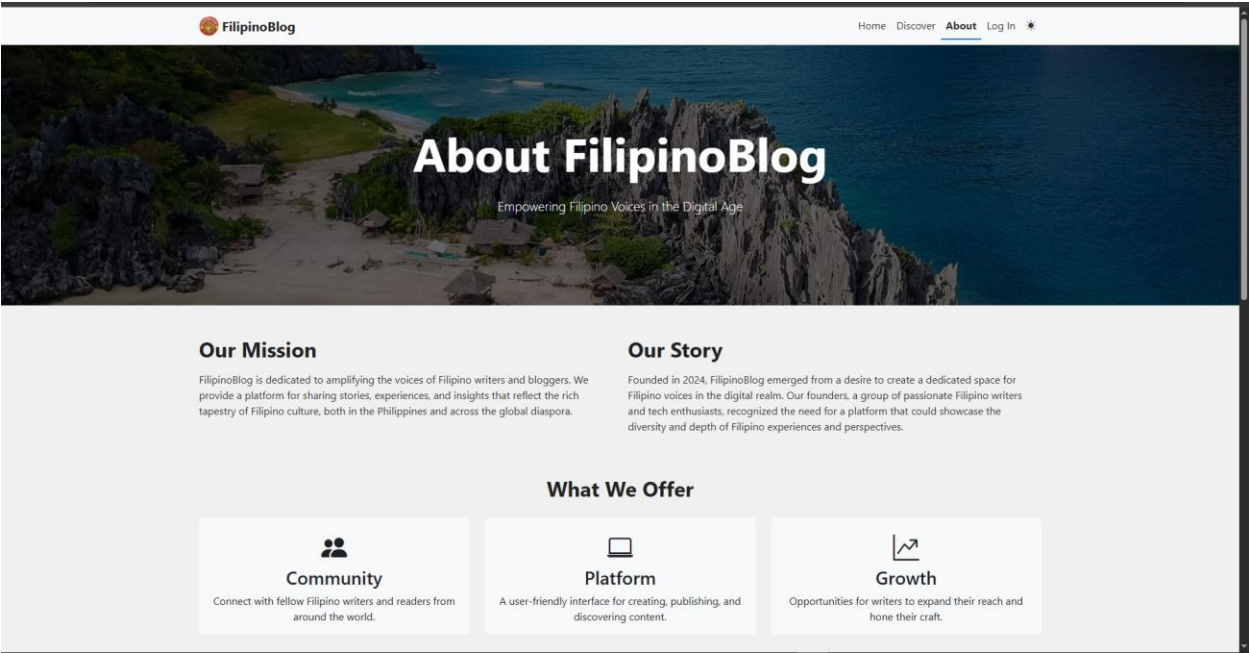 FilipinoBlog
Home Discover About Log In
About FilipinoBlog
Empowering Filipino Voices in the Digital Age
Our Mission
FilipinoBlog is dedicated to amplifying the voices of Filipino writers and bloggers. We
provide a platform for sharing stories, experiences, and insights that reflect the rich
tapestry of Filipino culture, both in the Philippines and across the global diaspora.
Our Story
Founded in 2024, FilipinoBlog emerged from a desire to create a dedicated space for
Filipino voices in the digital realm. Our founders, a group of passionate Filipino writers
and tech enthusiasts, recognized the need for a platform that could showcase the
diversity and depth of Filipino experiences and perspectives.
What We Offer
Community
Connect with fellow Filipino writers and readers from
around the world.
Platform
A user-friendly interface for creating, publishing, and
discovering content.
Growth
Opportunities for writers to expand their reach and
hone their craft.